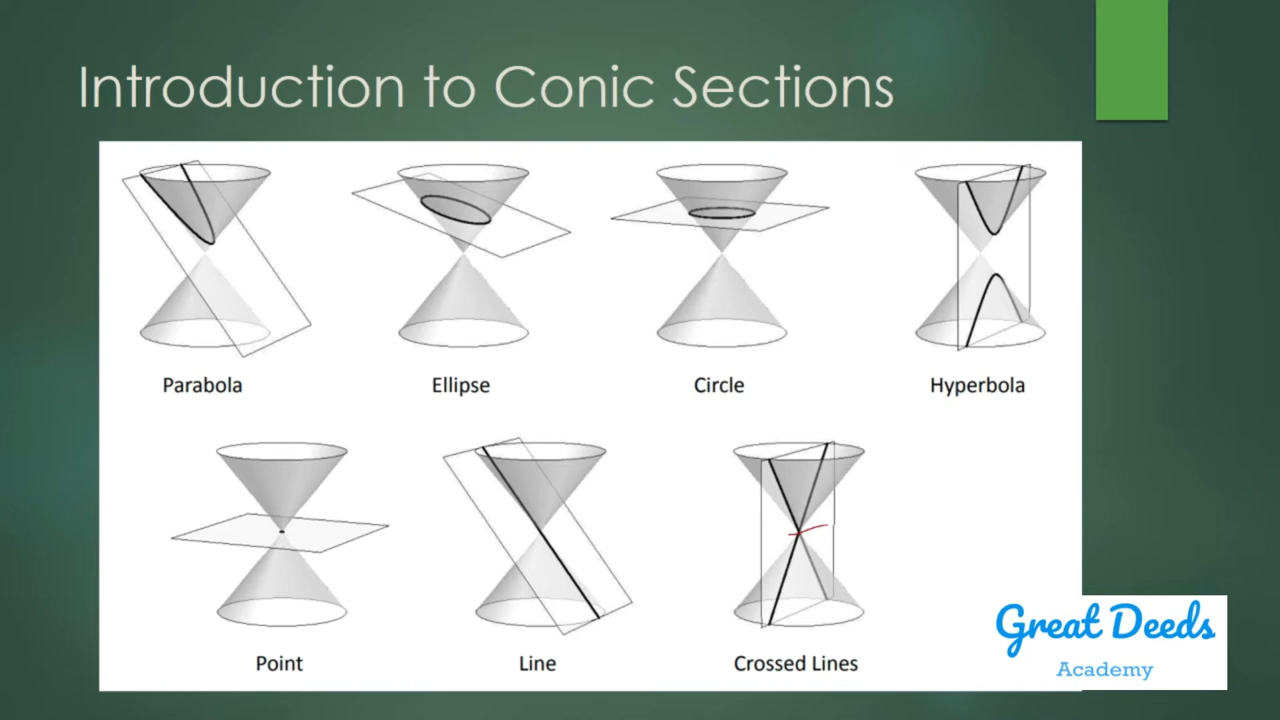 Introduction to Conic Sections
Parabola
Ellipse
Circle
Hyperbola
Point
Line
Crossed Lines
Great Deeds
Academy